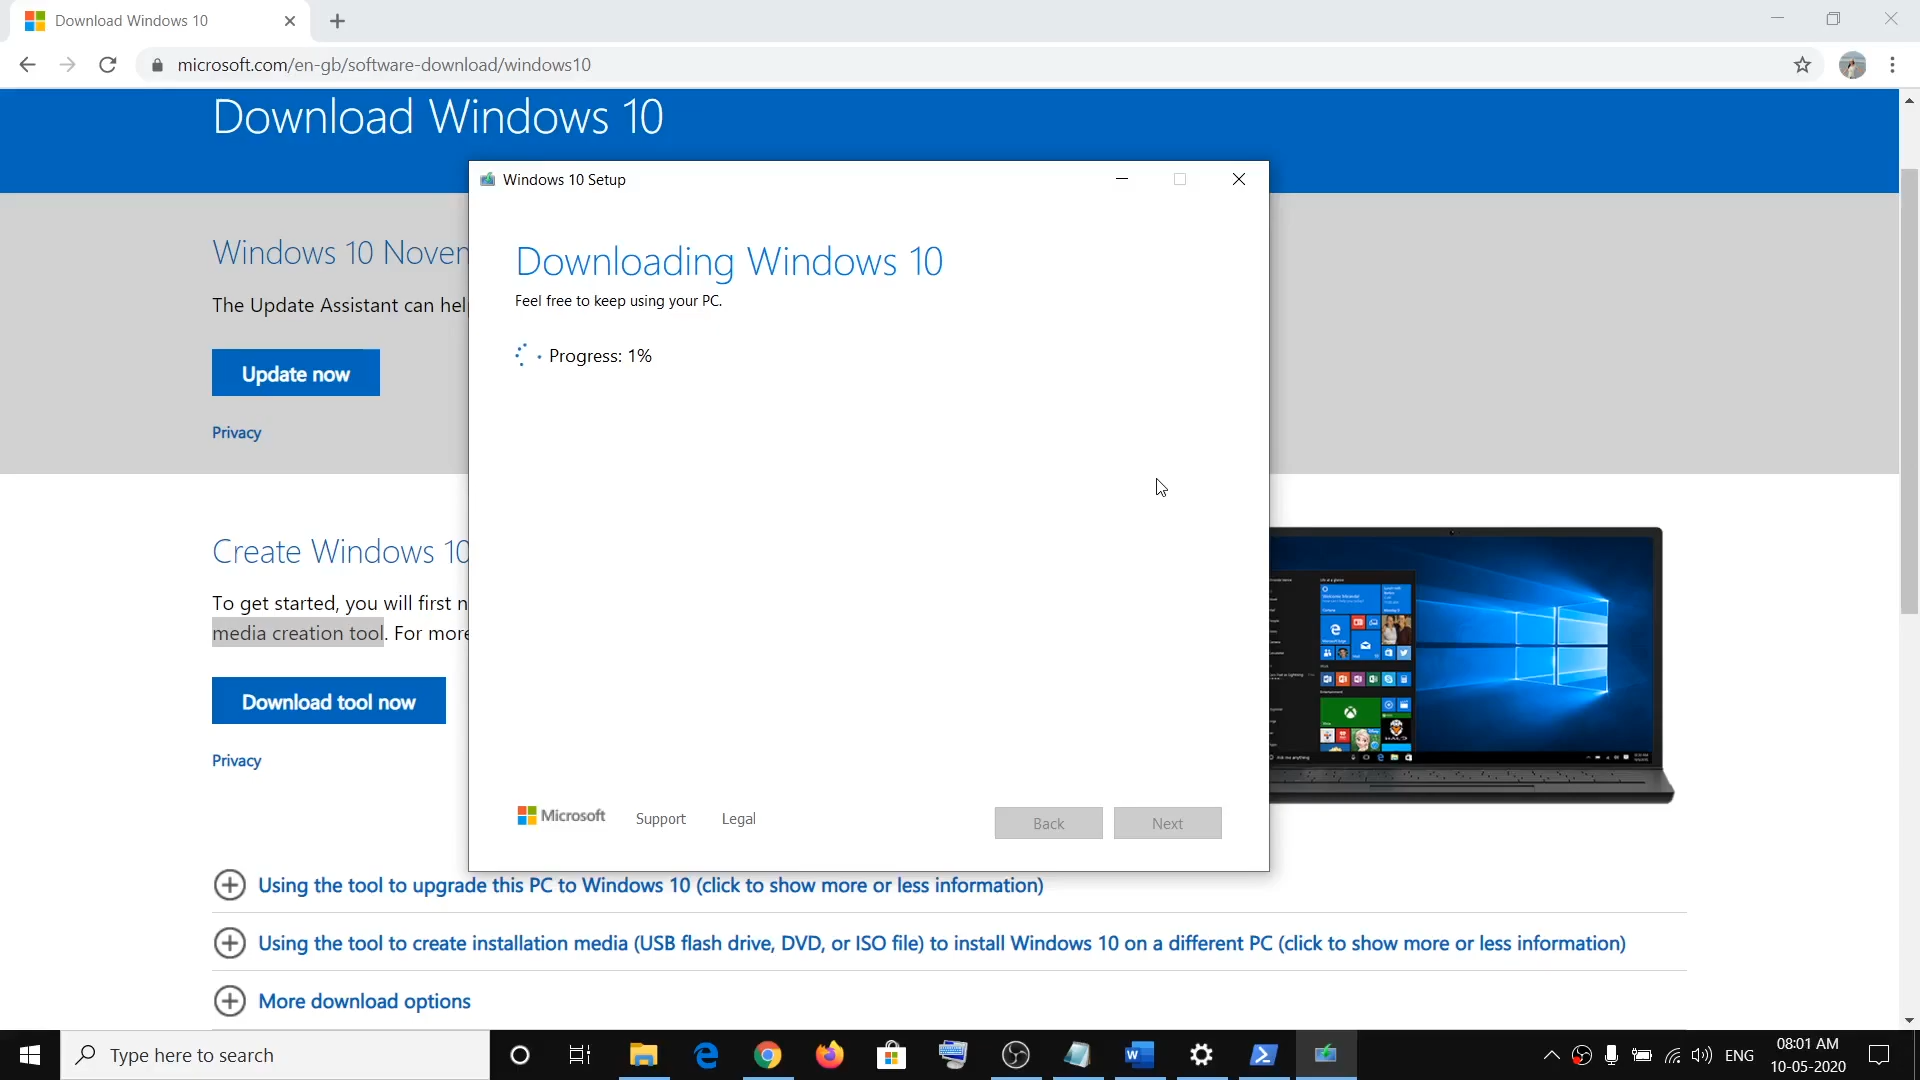 Download Windows 10
microsoft.com/en-gb/software-download/windows10
Download Windows 10
Windows 10 Setup
Downloading Windows 10
Feel free to keep using your PC.
Progress: 1%
Microsoft
Support
Legal
Back
Next
Windows 10 Noven
The Update Assistant can hel
Update now
Privacy
Create Windows 10
To get started, you will first n
media creation tool. For more
Download tool now
Privacy
Using the tool to upgrade this PC to Windows 10 (click to show more or less information)
Using the tool to create installation media (USB flash drive, DVD, or ISO file) to install Windows 10 on a different PC (click to show more or less information)
More download options
Type here to search
ENG
08:01 AM
10-05-2020